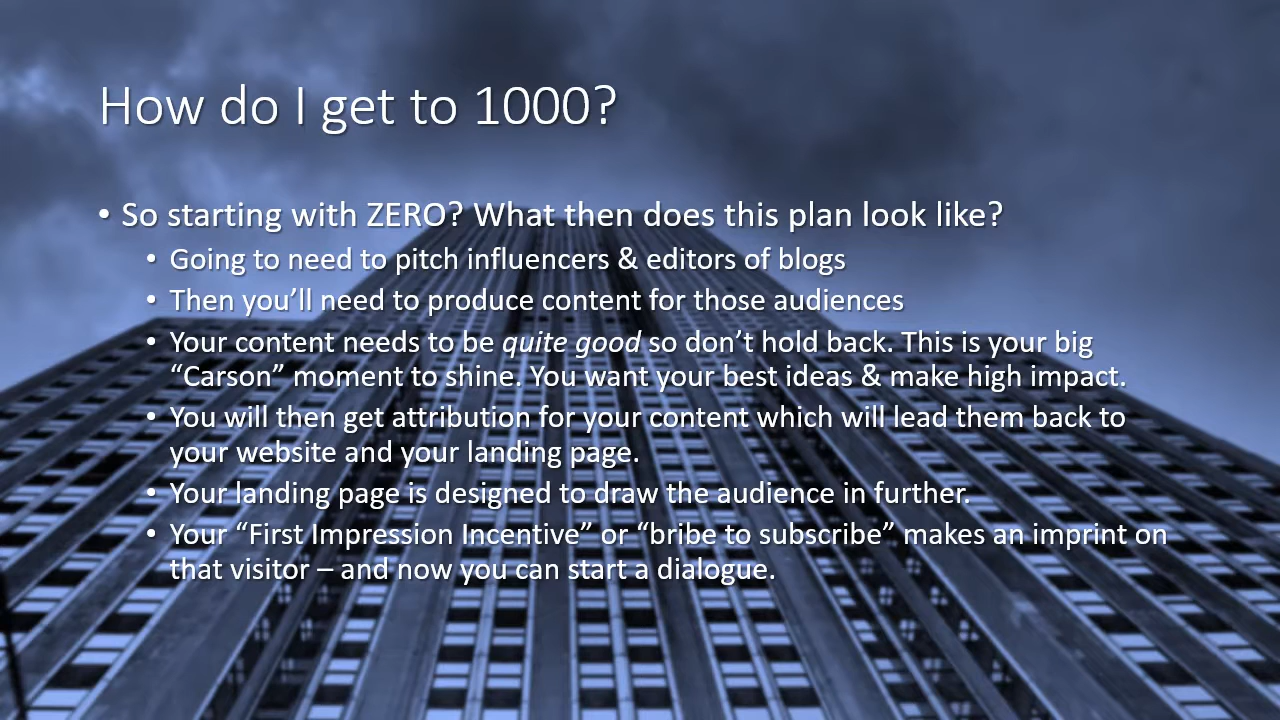 How do I get to 1000?
• So starting with ZERO? What then does this plan look like?
• Going to need to pitch influencers & editors of blogs
• Then you’ll need to produce content for those audiences
• Your content needs to be quite good so don’t hold back. This is your big
“Carson” moment to shine. You want your best ideas & make high impact.
• You will then get attribution for your content which will lead them back to
your website and your landing page.
• Your landing page is designed to draw the audience in further.
• Your “First Impression Incentive” or “bribe to subscribe” makes an imprint on
that visitor – and now you can start a dialogue.